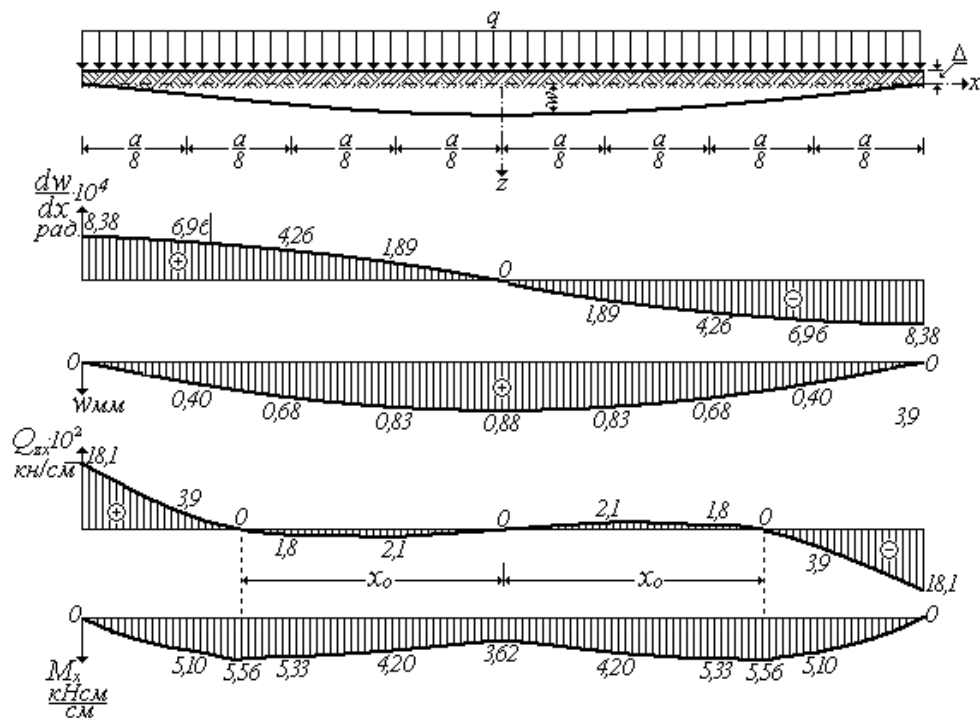 q
Δ
x
w
a/8 a/8 a/8 a/8 a/8 a/8 a/8 a/8
z
dw/dx·10⁴
рад.
8,38 6,96 4,26 1,89 0
1,89 4,26 6,96 8,38
+ −
0 0
w мм
0,40 0,68 0,83 0,88 0,83 0,68 0,40 3,9
+
Qzx·10²
кн/см
18,1 3,9 0 0 2,1 1,8 0
1,8 2,1 3,9 18,1
+ −
x₀ x₀
0 0
Mx
кНсм/см
5,10 5,56 5,33 4,20 3,62 4,20 5,33 5,56 5,10